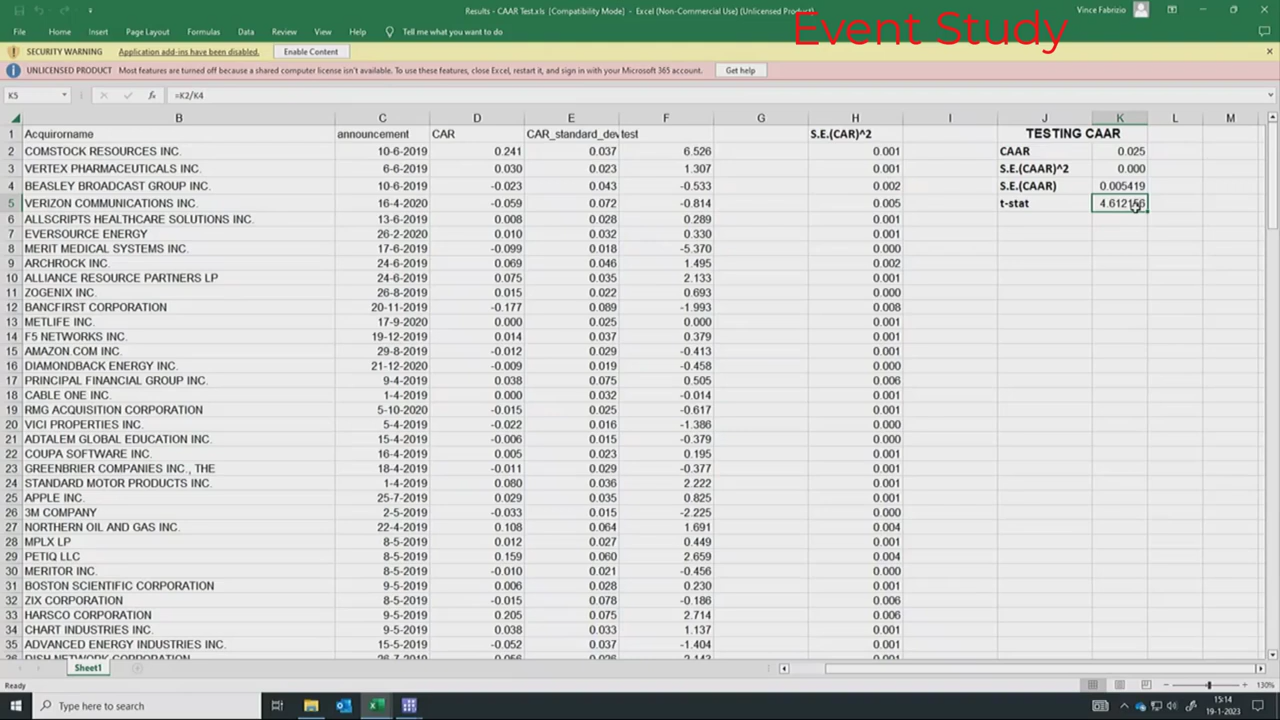 Results - CAAR Test.xls [Compatibility Mode] - Excel (Non-Commercial Use) (Unlicensed Product)
Vince Fabrizio
Event Study
File Home Insert Page Layout Formulas Data Review View Help Tell me what you want to do
SECURITY WARNING Application add-ins have been disabled. Enable Content
UNLICENSED PRODUCT Most features are turned off because a shared computer license isn't available. To use these features, close Excel, restart it, and sign in with your Microsoft 365 account. Get help
K5 fx =K2/K4
B C D E F G H I J K L M
1 Acquirorname announcement CAR CAR_standard_dev test S.E.(CAR)^2 TESTING CAAR
2 COMSTOCK RESOURCES INC. 10-6-2019 0.241 0.037 6.526 0.001 CAAR 0.025
3 VERTEX PHARMACEUTICALS INC. 6-6-2019 0.030 0.023 1.307 0.001 S.E.(CAAR)^2 0.000
4 BEASLEY BROADCAST GROUP INC. 10-6-2019 -0.023 0.043 -0.533 0.002 S.E.(CAAR) 0.005419
5 VERIZON COMMUNICATIONS INC. 16-4-2019 -0.059 0.072 -0.814 0.005 t-stat 4.612156
6 ALLSCRIPTS HEALTHCARE SOLUTIONS INC. 13-6-2019 0.008 0.028 0.289 0.001
7 EVERSOURCE ENERGY 26-2-2020 0.010 0.032 0.330 0.001
8 MERIT MEDICAL SYSTEMS INC. 17-6-2019 -0.099 0.018 -5.370 0.000
9 ARCHROCK INC. 24-6-2019 0.069 0.046 1.495 0.002
10 ALLIANCE RESOURCE PARTNERS LP 24-6-2019 0.075 0.035 2.133 0.001
11 ZOGENIX INC. 26-8-2019 0.015 0.022 0.693 0.000
12 BANCFIRST CORPORATION 20-11-2019 -0.177 0.089 -1.993 0.008
13 METLIFE INC. 17-9-2020 0.000 0.025 0.000 0.001
14 F5 NETWORKS INC. 19-12-2019 0.014 0.037 0.379 0.001
15 AMAZON.COM INC. 29-8-2019 -0.012 0.029 -0.413 0.001
16 DIAMONDBACK ENERGY INC. 21-12-2020 -0.009 0.019 -0.458 0.000
17 PRINCIPAL FINANCIAL GROUP INC. 9-4-2019 0.038 0.075 0.505 0.006
18 CABLE ONE INC. 1-4-2019 0.000 0.032 -0.014 0.001
19 RMG ACQUISITION CORPORATION 5-10-2020 -0.015 0.025 -0.617 0.001
20 VICI PROPERTIES INC. 5-4-2019 -0.022 0.016 -1.386 0.000
21 ADTALEM GLOBAL EDUCATION INC. 15-4-2019 -0.006 0.015 -0.379 0.000
22 COUPA SOFTWARE INC. 16-4-2019 0.005 0.023 0.195 0.001
23 GREENBRIER COMPANIES INC., THE 18-4-2019 -0.011 0.029 -0.377 0.001
24 STANDARD MOTOR PRODUCTS INC. 1-4-2019 0.080 0.036 2.222 0.001
25 APPLE INC. 25-7-2019 0.029 0.035 0.825 0.001
26 3M COMPANY 2-5-2019 -0.033 0.015 -2.225 0.000
27 NORTHERN OIL AND GAS INC. 22-4-2019 0.108 0.064 1.691 0.004
28 MPLX LP 8-5-2019 0.012 0.027 0.449 0.001
29 PETIQ LLC 8-5-2019 0.159 0.060 2.659 0.004
30 MERITOR INC. 8-5-2019 -0.010 0.021 -0.456 0.000
31 BOSTON SCIENTIFIC CORPORATION 9-5-2019 0.006 0.028 0.230 0.001
32 ZIX CORPORATION 8-5-2019 -0.015 0.078 -0.186 0.006
33 HARSCO CORPORATION 9-5-2019 0.205 0.075 2.714 0.006
34 CHART INDUSTRIES INC. 9-5-2019 0.038 0.033 1.137 0.001
35 ADVANCED ENERGY INDUSTRIES INC. 15-5-2019 -0.052 0.037 -1.404 0.001
Sheet1
Ready 130%
Type here to search
15:14
19-1-2023